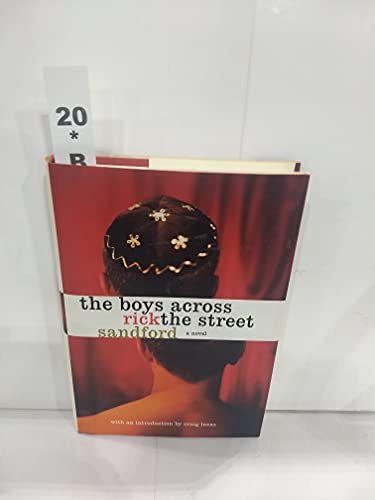 20
*
B
the boys across
rickthe street
sandford a novel
with an introduction by craig lucas